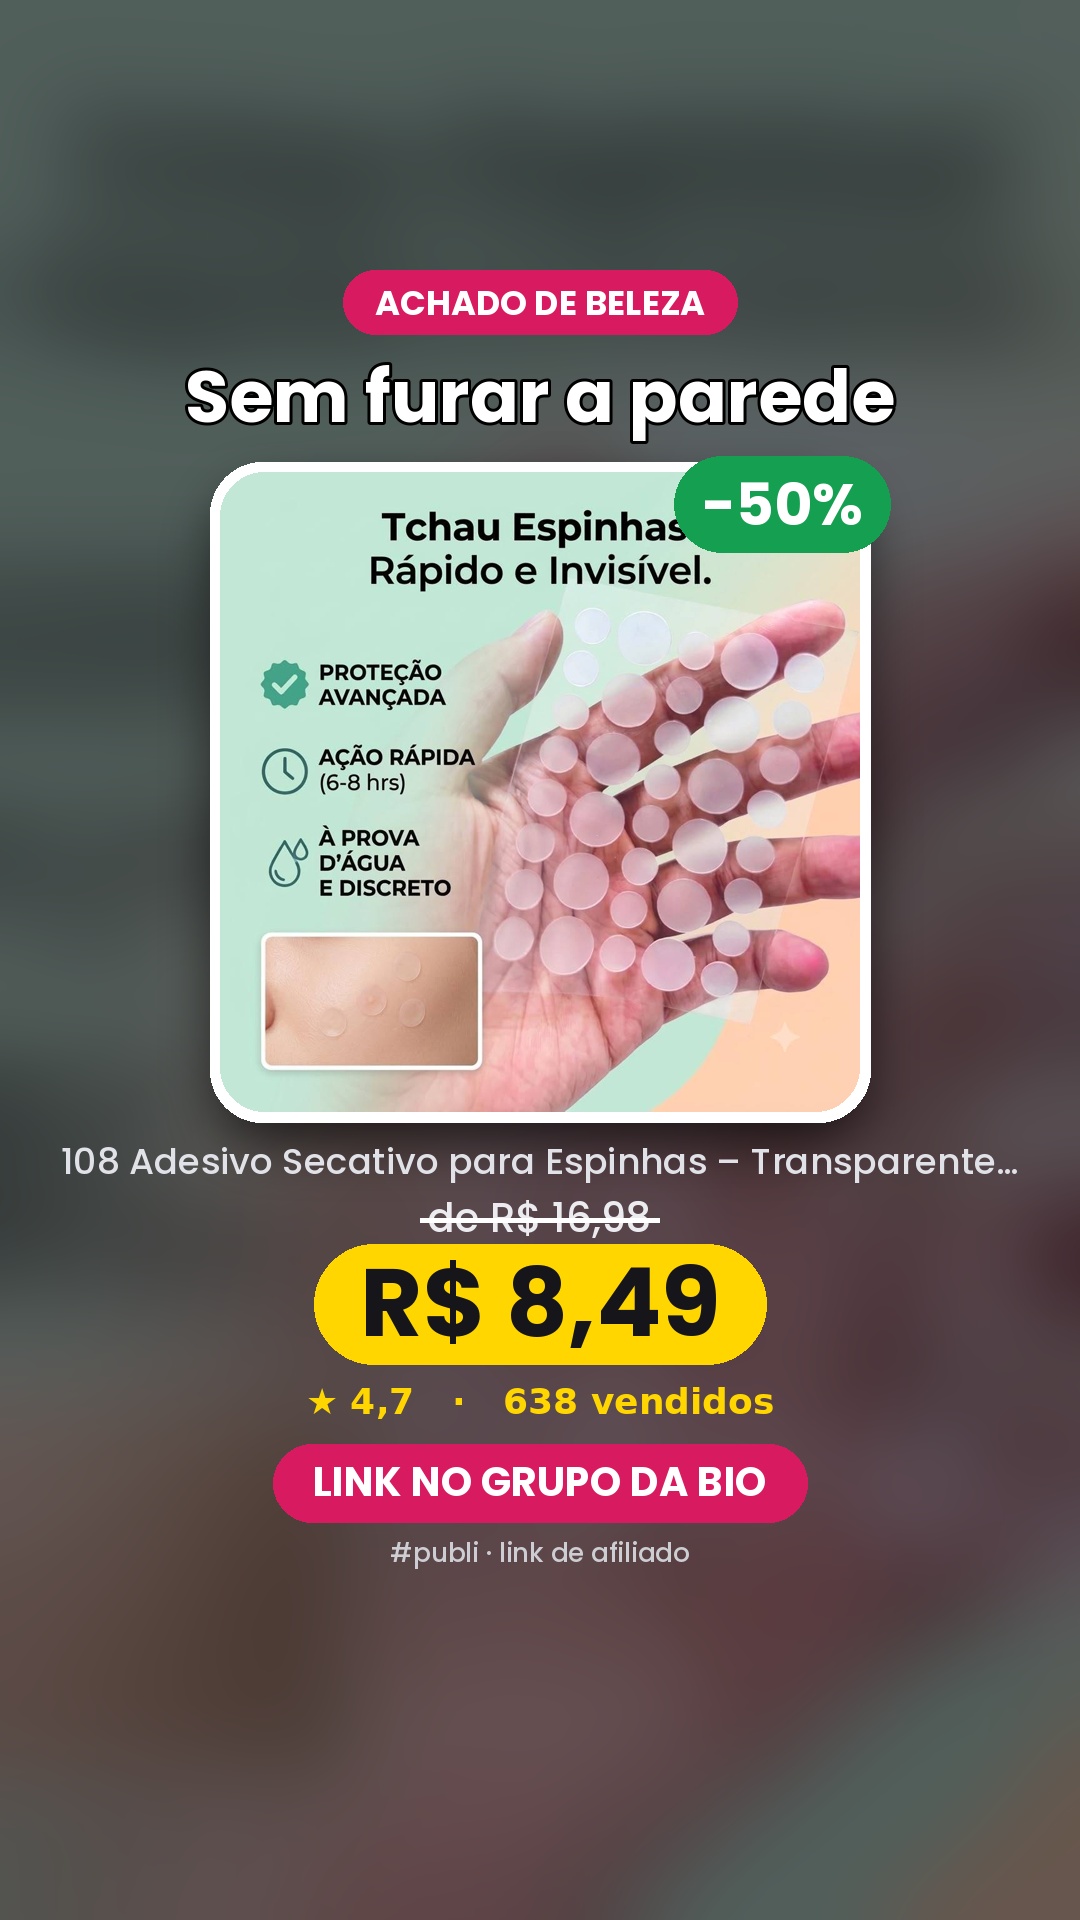 ACHADO DE BELEZA
Sem furar a parede
-50%
Tchau Espinhas
Rápido e Invisível.
PROTEÇÃO
AVANÇADA
AÇÃO RÁPIDA
(6-8 hrs)
À PROVA
D'ÁGUA
E DISCRETO
108 Adesivo Secativo para Espinhas – Transparente...
de R$ 16,98
R$ 8,49
★ 4,7 · 638 vendidos
LINK NO GRUPO DA BIO
#publi · link de afiliado